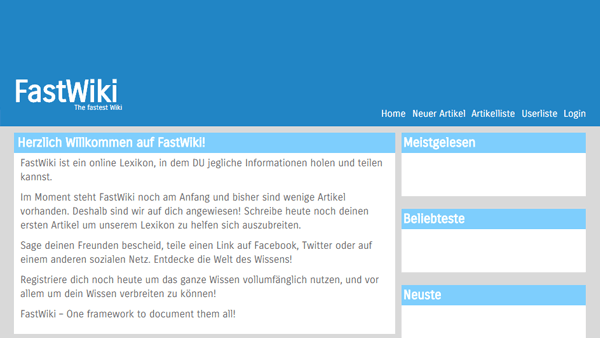 FastWiki
The fastest Wiki
Home Neuer Artikel Artikelliste Userliste Login
Herzlich Willkommen auf FastWiki!
FastWiki ist ein online Lexikon, in dem DU jegliche Informationen holen und teilen
kannst.
Im Moment steht FastWiki noch am Anfang und bisher sind wenige Artikel
vorhanden. Deshalb sind wir auf dich angewiesen! Schreibe heute noch deinen
ersten Artikel um unserem Lexikon zu helfen sich auszubreiten.
Sage deinen Freunden bescheid, teile einen Link auf Facebook, Twitter oder auf
einem anderen sozialen Netz. Entdecke die Welt des Wissens!
Registriere dich noch heute um das ganze Wissen vollumfänglich nutzen, und vor
allem um dein Wissen verbreiten zu können!
FastWiki - One framework to document them all!
Meistgelesen
Beliebteste
Neuste